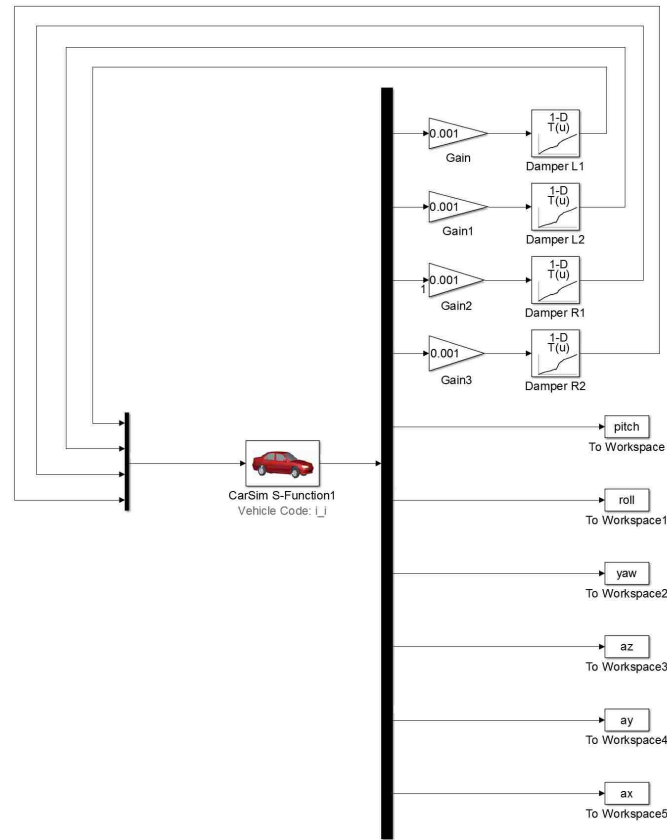 0.001
Gain
1-D
T(u)
Damper L1
0.001
Gain1
1-D
T(u)
Damper L2
0.001
1
Gain2
1-D
T(u)
Damper R1
0.001
Gain3
1-D
T(u)
Damper R2
pitch
To Workspace
CarSim S-Function1
Vehicle Code: i_i
roll
To Workspace1
yaw
To Workspace2
az
To Workspace3
ay
To Workspace4
ax
To Workspace5